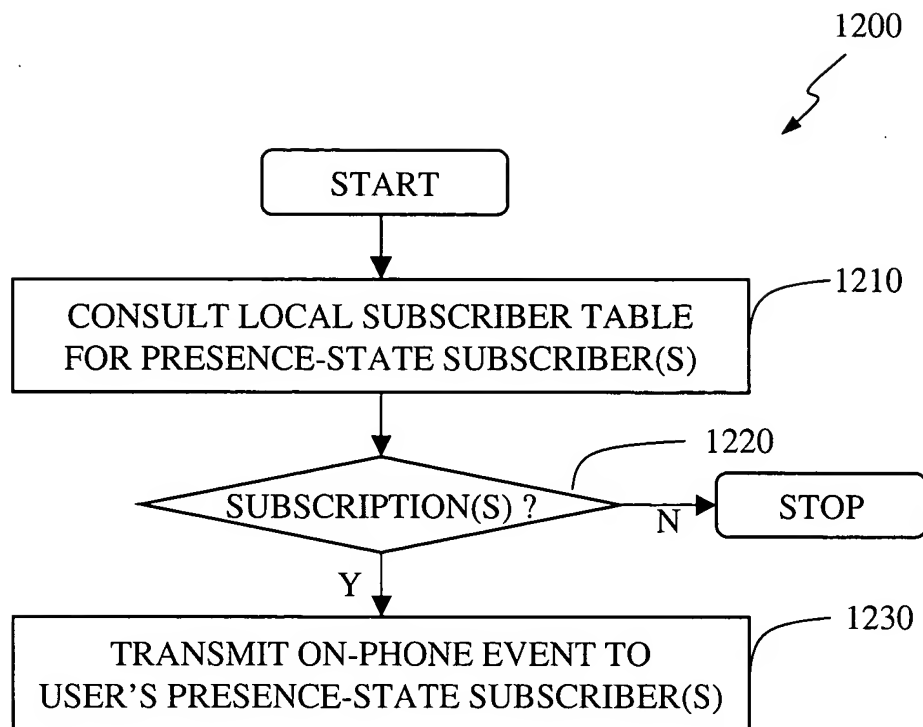 1200
START
1210
CONSULT LOCAL SUBSCRIBER TABLE
FOR PRESENCE-STATE SUBSCRIBER(S)
1220
SUBSCRIPTION(S) ?
N
STOP
Y
1230
TRANSMIT ON-PHONE EVENT TO
USER'S PRESENCE-STATE SUBSCRIBER(S)